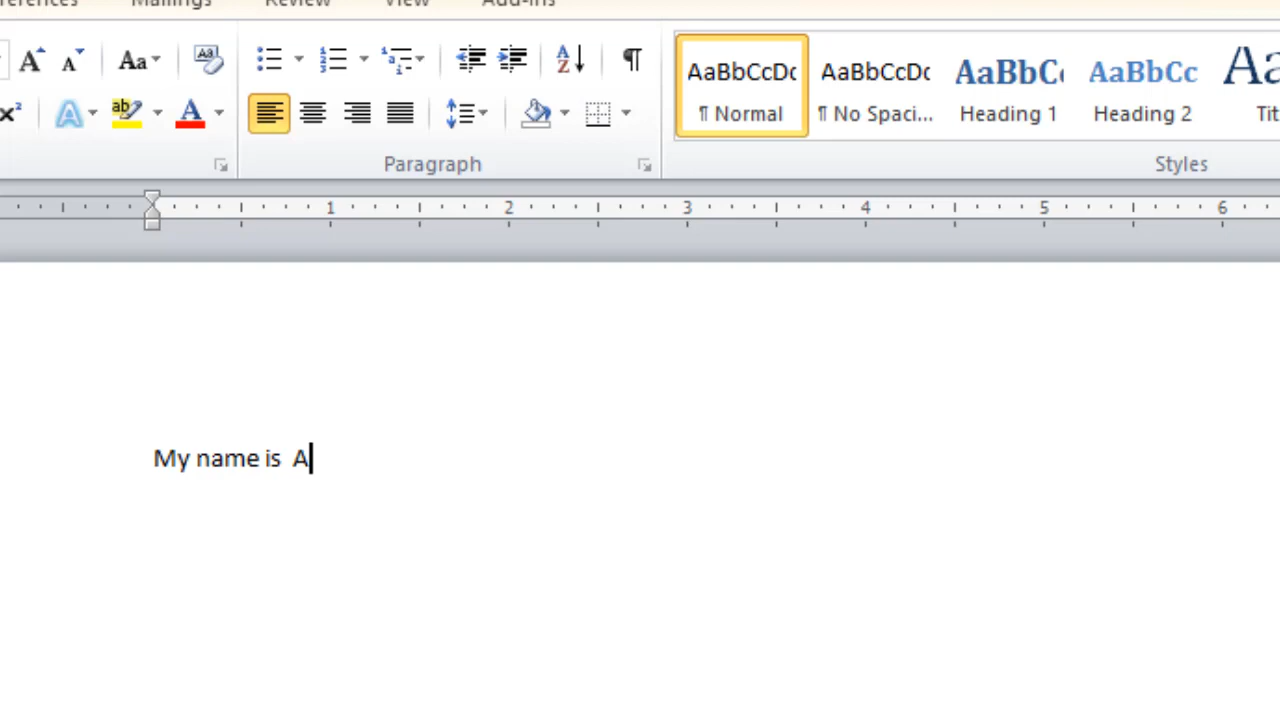 Mailings Review View Add-Ins
A A Aa
A ab A
Paragraph
AaBbCcDc AaBbCcDc AaBbCc AaBbCc Aa
¶ Normal ¶ No Spaci... Heading 1 Heading 2 Tit
Styles
1 2 3 4 5 6
My name is  A